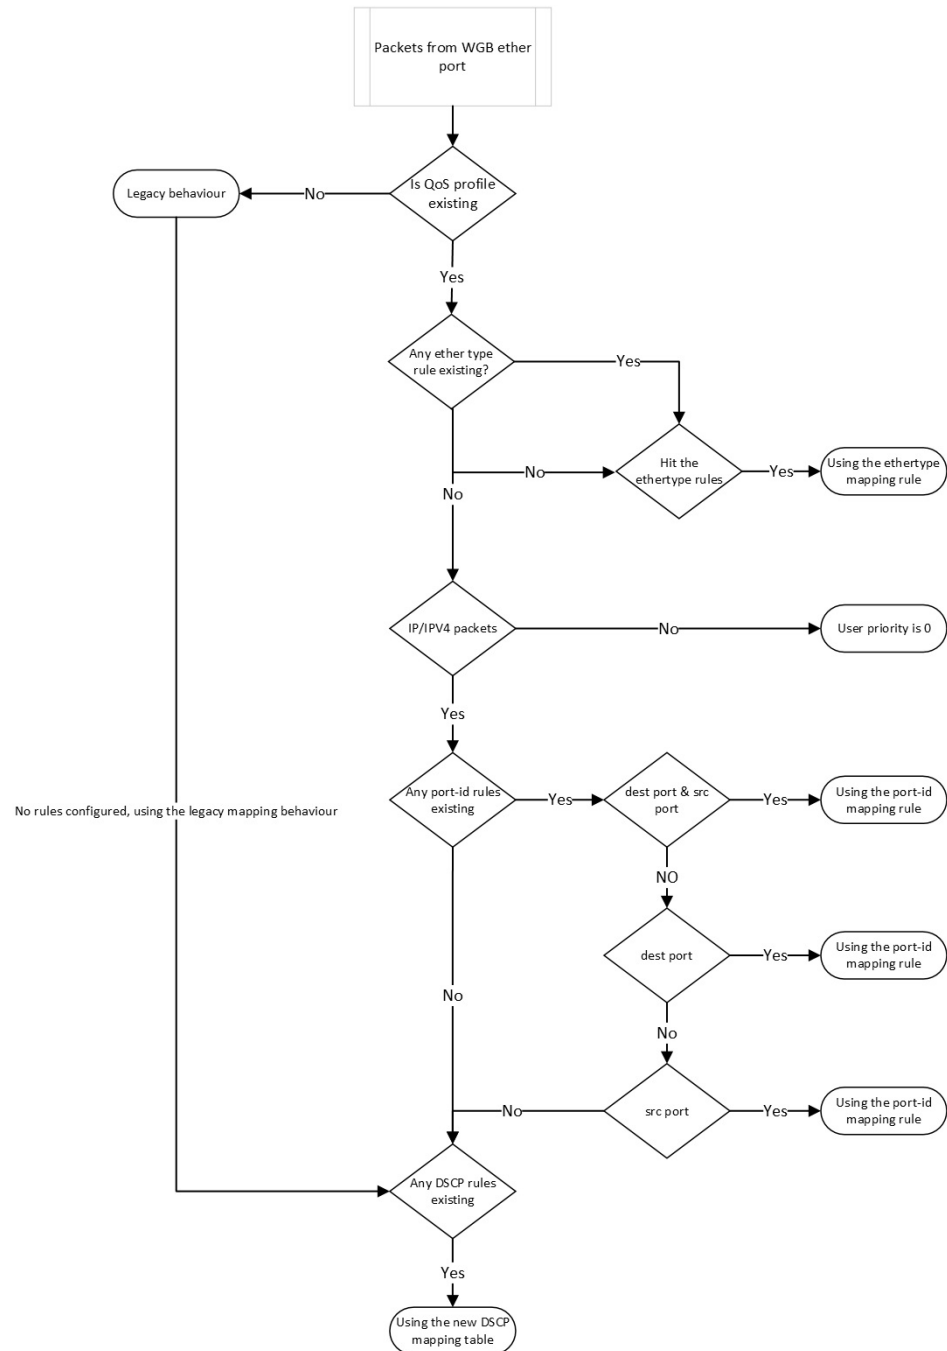 Packets from WGB ether
port
Is QoS profile
existing
No
Legacy behaviour
Yes
Any ether type
rule existing?
Yes
Hit the
ethertype rules
Yes
Using the ethertype
mapping rule
No
No
IP/IPV4 packets
No
User priority is 0
Yes
Any port-id rules
existing
Yes
dest port & src
port
Yes
Using the port-id
mapping rule
No rules configured, using the legacy mapping behaviour
NO
dest port
Yes
Using the port-id
mapping rule
No
No
src port
Yes
Using the port-id
mapping rule
No
Any DSCP rules
existing
Yes
Using the new DSCP
mapping table